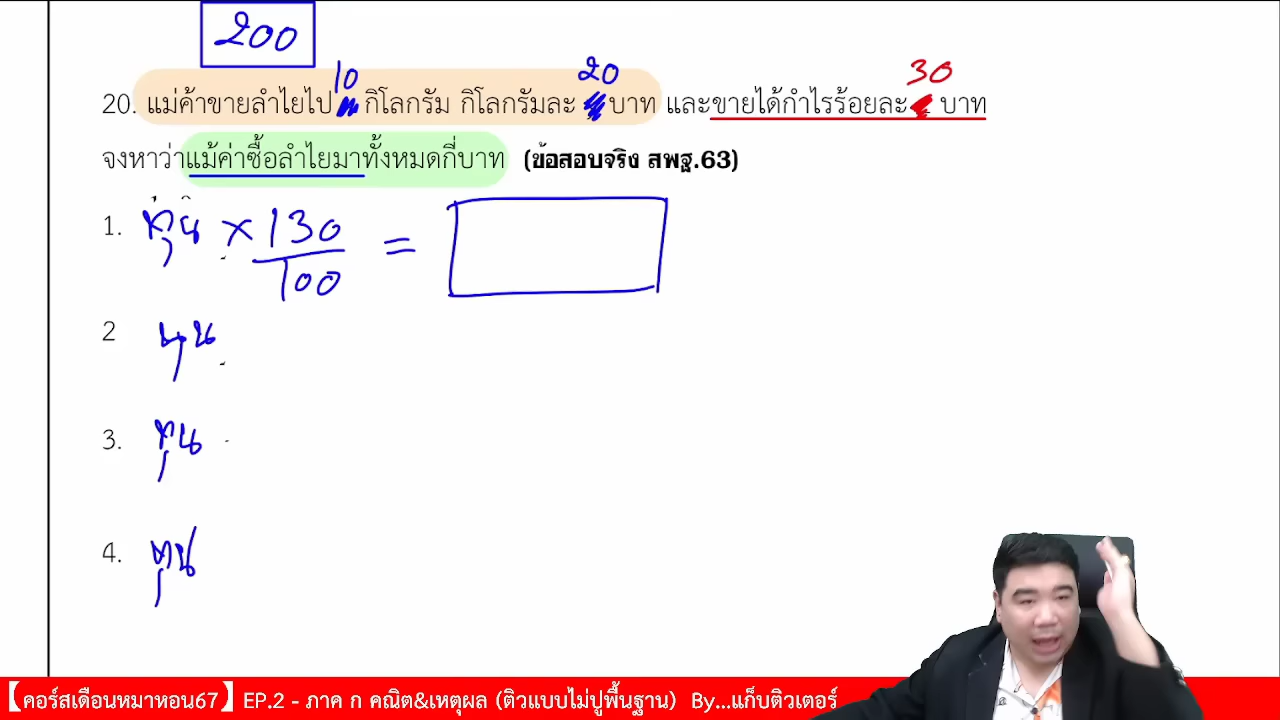 200
10 20 30
20. แม่ค้าขายลำไยไป กิโลกรัม กิโลกรัมละ บาท และขายได้กำไรร้อยละ บาท
จงหาว่าแม้ค่าซื้อลำไยมาทั้งหมดกี่บาท (ข้อสอบจริง สพฐ.63)
1. ทุน × 130/100 =
2 ทุน
3. ทุน
4. ทุน
【คอร์สเดือนหมาหอน67】 EP.2 - ภาค ก คณิต&เหตุผล (ติวแบบไม่ปูพื้นฐาน) By...แก็บติวเตอร์